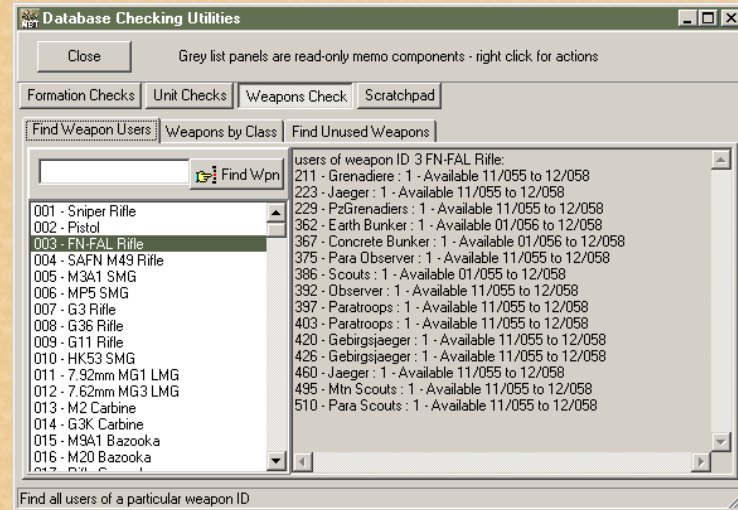 NBT Database Checking Utilities
Close Grey list panels are read-only memo components - right click for actions
Formation Checks Unit Checks Weapons Check Scratchpad
Find Weapon Users Weapons by Class Find Unused Weapons
Find Wpn
001 - Sniper Rifle
002 - Pistol
003 - FN-FAL Rifle
004 - SAFN M49 Rifle
005 - M3A1 SMG
006 - MP5 SMG
007 - G3 Rifle
008 - G36 Rifle
009 - G11 Rifle
010 - HK53 SMG
011 - 7.92mm MG1 LMG
012 - 7.62mm MG3 LMG
013 - M2 Carbine
014 - G3K Carbine
015 - M9A1 Bazooka
016 - M20 Bazooka
users of weapon ID 3 FN-FAL Rifle:
211 - Grenadiere : 1 - Available 11/055 to 12/058
223 - Jaeger : 1 - Available 11/055 to 12/058
229 - PzGrenadiers : 1 - Available 11/055 to 12/058
362 - Earth Bunker : 1 - Available 01/056 to 12/058
367 - Concrete Bunker : 1 - Available 01/056 to 12/058
375 - Para Observer : 1 - Available 11/055 to 12/058
386 - Scouts : 1 - Available 01/055 to 12/058
392 - Observer : 1 - Available 11/055 to 12/058
397 - Paratroops : 1 - Available 11/055 to 12/058
403 - Paratroops : 1 - Available 11/055 to 12/058
420 - Gebirgsjaeger : 1 - Available 11/055 to 12/058
426 - Gebirgsjaeger : 1 - Available 11/055 to 12/058
460 - Jaeger : 1 - Available 11/055 to 12/058
495 - Mtn Scouts : 1 - Available 11/055 to 12/058
510 - Para Scouts : 1 - Available 11/055 to 12/058
Find all users of a particular weapon ID